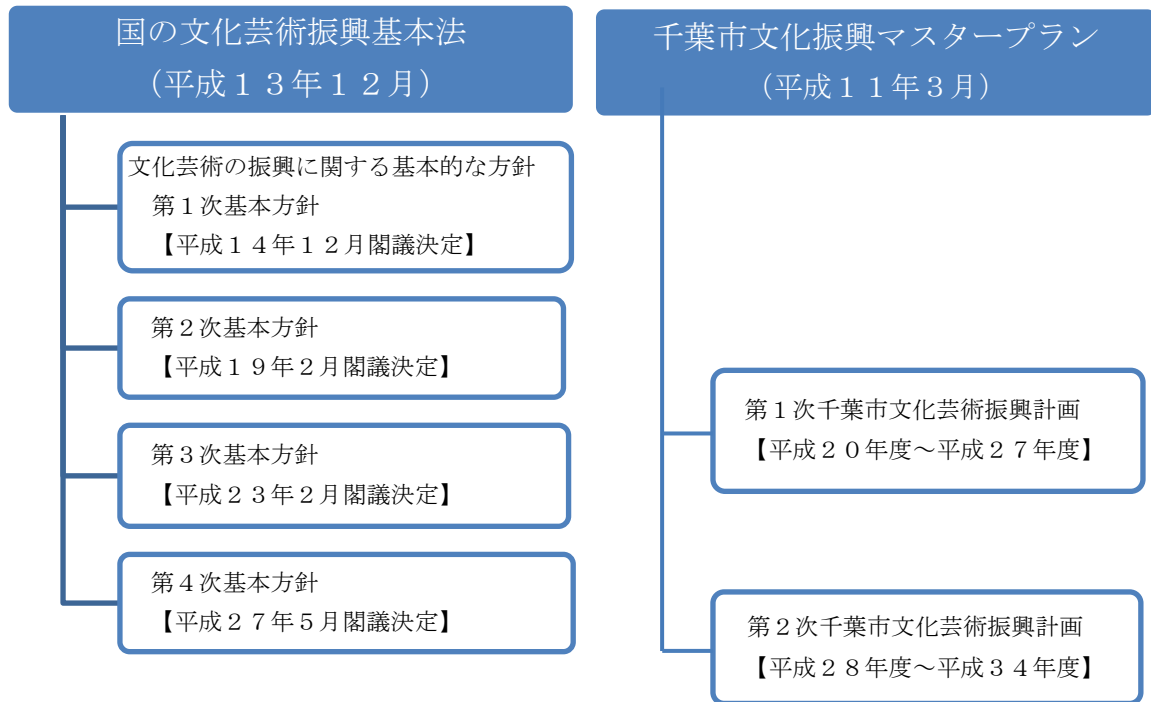 国の文化芸術振興基本法
（平成１３年１２月）
文化芸術の振興に関する基本的な方針
第１次基本方針
【平成１４年１２月閣議決定】
第２次基本方針
【平成１９年２月閣議決定】
第３次基本方針
【平成２３年２月閣議決定】
第４次基本方針
【平成２７年５月閣議決定】
千葉市文化振興マスタープラン
（平成１１年３月）
第１次千葉市文化芸術振興計画
【平成２０年度～平成２７年度】
第２次千葉市文化芸術振興計画
【平成２８年度～平成３４年度】